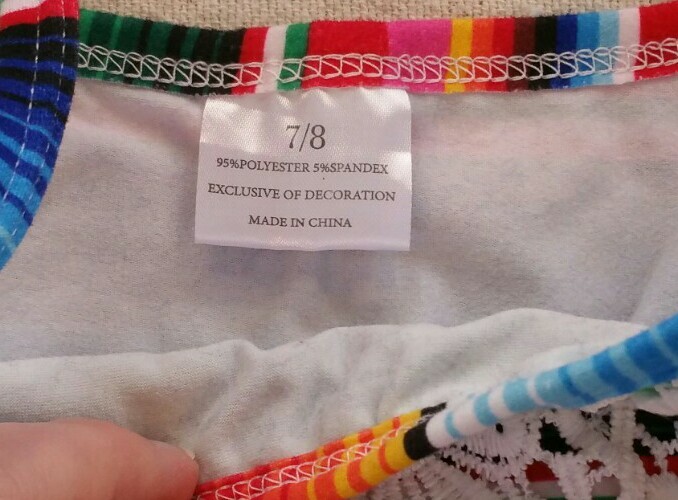 7/8
95%POLYESTER 5%SPANDEX
EXCLUSIVE OF DECORATION
MADE IN CHINA